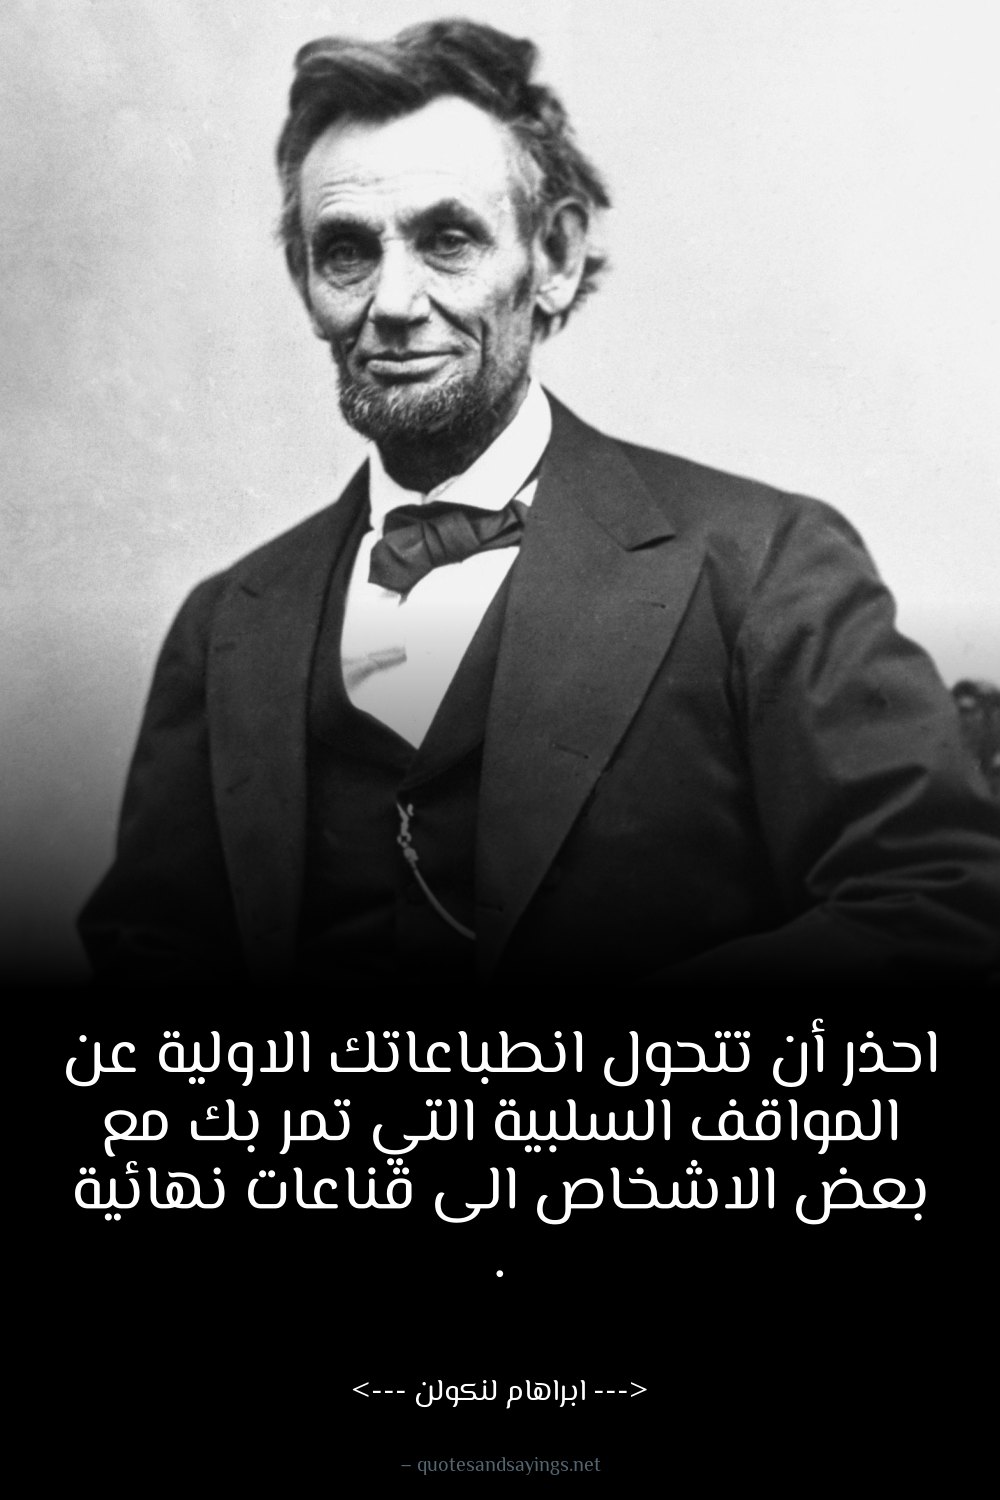 احذر أن تتحول انطباعاتك الاولية عن
المواقف السلبية التي تمر بك مع
بعض الاشخاص الى قناعات نهائية
.
<--- ابراهام لنكولن --->
– quotesandsayings.net